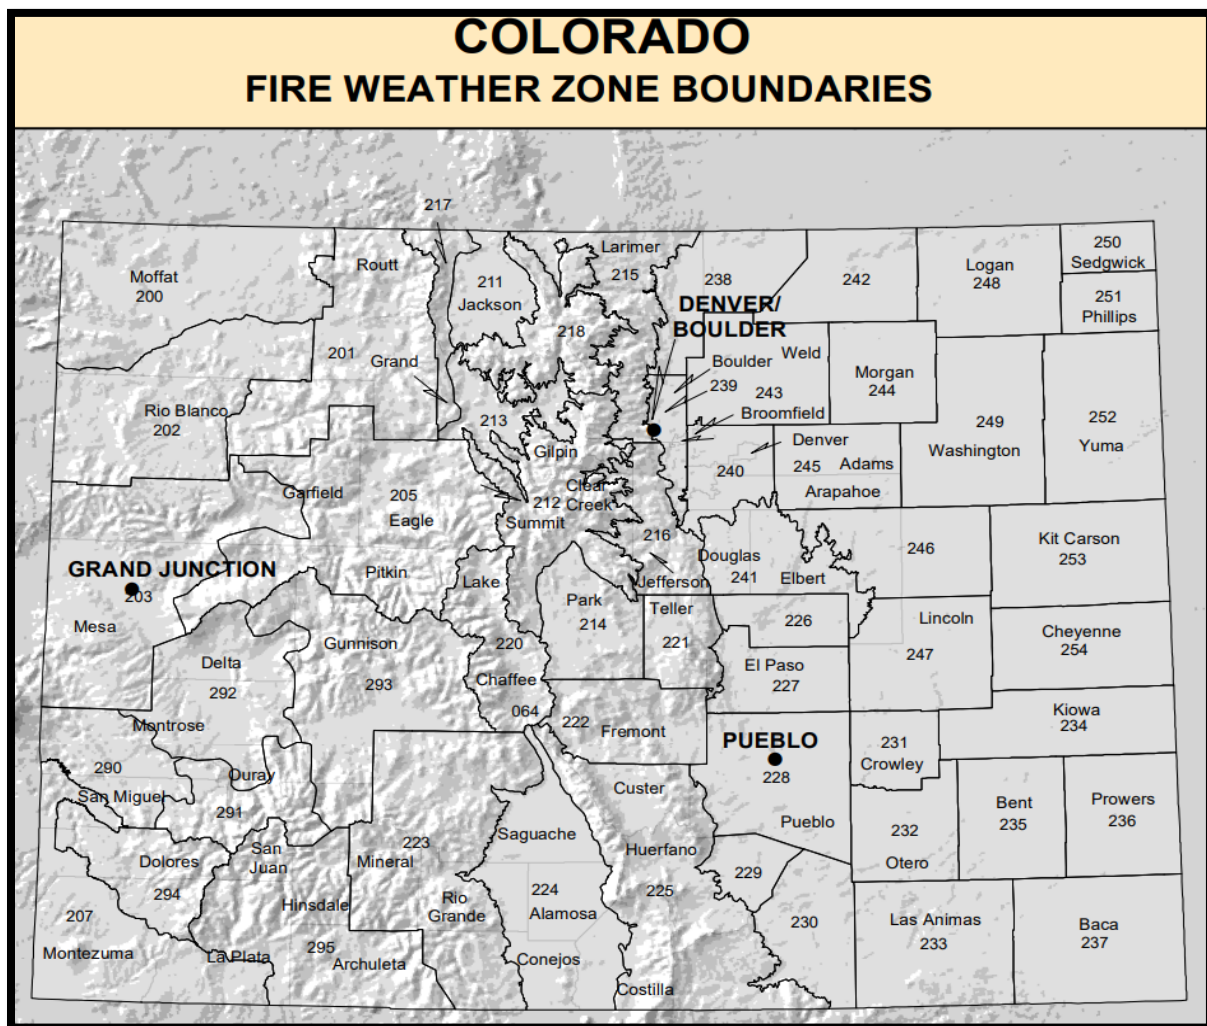 COLORADO
FIRE WEATHER ZONE BOUNDARIES
217
Larimer
250
Sedgwick
Routt
Logan
248
211
Jackson
215
238
242
Moffat
200
251
Phillips
DENVER/
BOULDER
218
201
Grand
Boulder
Weld
239
243
Morgan
244
Rio Blanco
202
213
Broomfield
249
Washington
252
Yuma
Gilpin
Denver
240
245
Adams
Arapahoe
Garfield
205
Eagle
Clear
Creek
212
Summit
216
246
Kit Carson
253
Douglas
241
Elbert
GRAND JUNCTION
203
Pitkin
Lake
Jefferson
Park
214
Teller
226
Lincoln
Mesa
Cheyenne
254
Gunnison
220
221
247
Delta
292
293
El Paso
227
Chaffee
064
Kiowa
234
Montrose
222
Fremont
PUEBLO
228
231
Crowley
290
Ouray
San Miguel
291
Custer
Bent
235
Prowers
236
Saguache
Pueblo
232
Otero
223
Mineral
San
Juan
Huerfano
Dolores
294
229
224
Alamosa
225
Hinsdale
Rio
Grande
207
230
Las Animas
233
Baca
237
Montezuma
La Plata
295
Archuleta
Conejos
Costilla